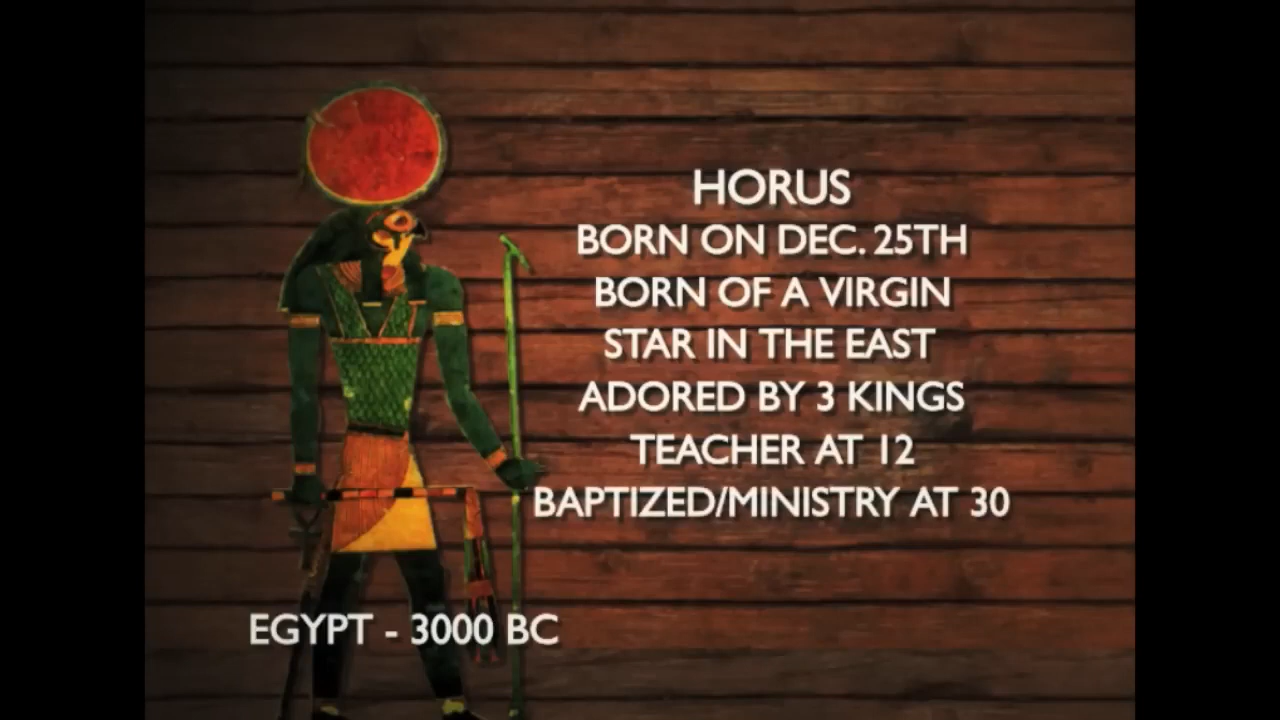 HORUS
BORN ON DEC. 25TH
BORN OF A VIRGIN
STAR IN THE EAST
ADORED BY 3 KINGS
TEACHER AT 12
BAPTIZED/MINISTRY AT 30
EGYPT - 3000 BC